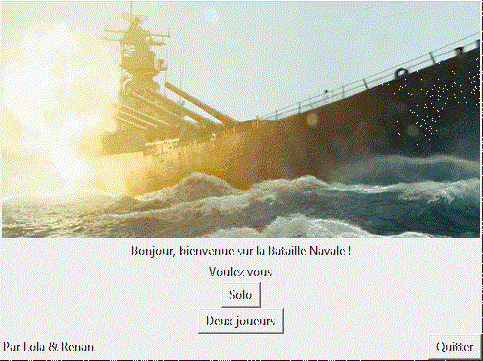 Bonjour, bienvenue sur la Bataille Navale !
Voulez vous
Solo
Deux joueurs
Par Lola & Renan
Quitter